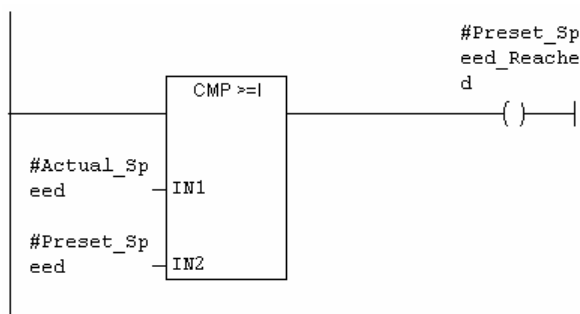 #Preset_Sp
eed_Reache
d
CMP >=I
( )
#Actual_Sp
eed
IN1
#Preset_Sp
eed
IN2